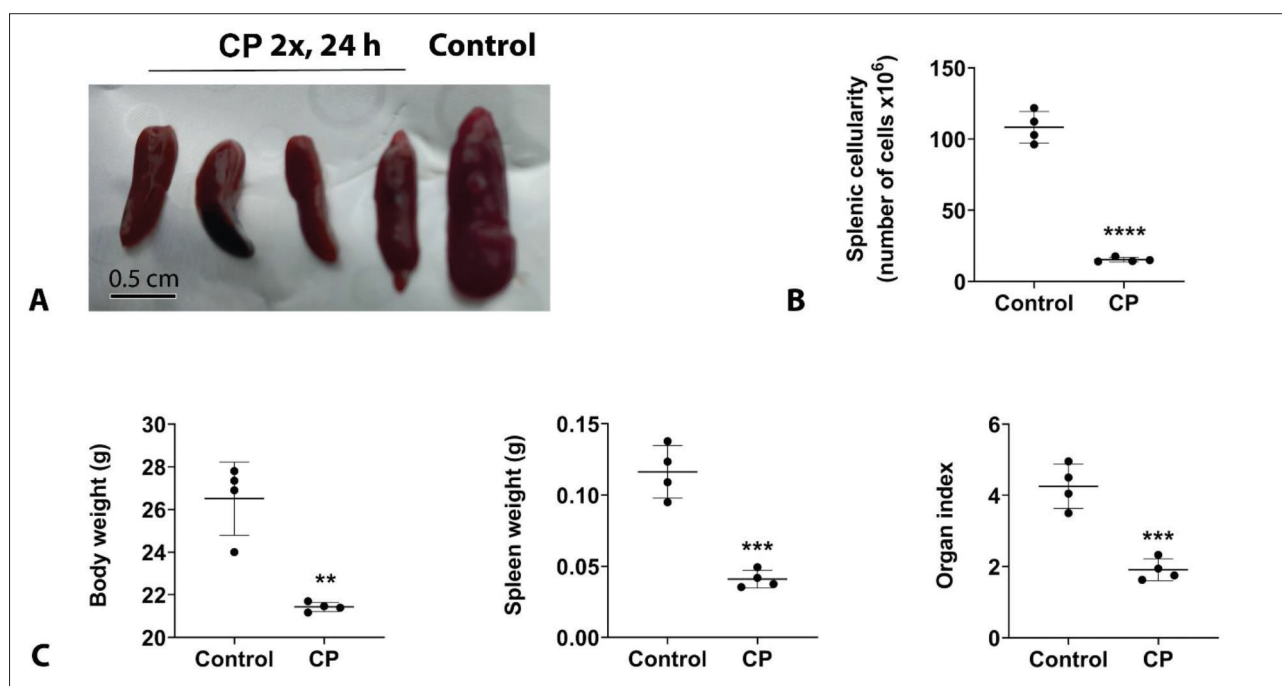 CP 2x, 24 h Control
0.5 cm
A
Splenic cellularity
(number of cells x10⁶)
150
100
50
0
****
Control CP
B
Body weight (g)
30
28
26
24
22
20
**
Control CP
Spleen weight (g)
0.15
0.10
0.05
0.00
***
Control CP
Organ index
6
4
2
0
***
Control CP
C